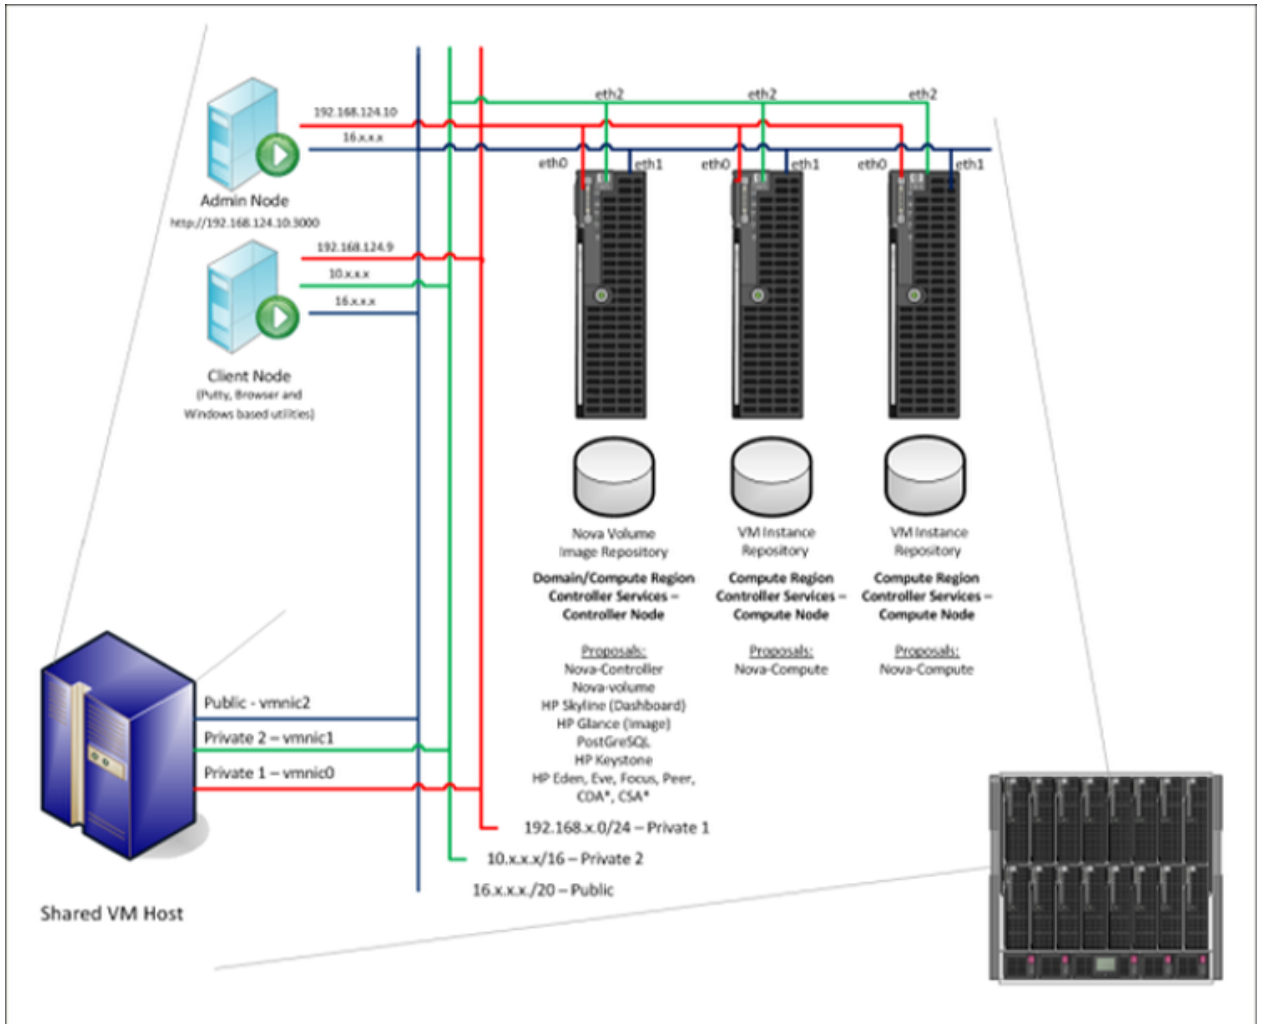 eth2
eth2
eth2
192.168.124.10
16.x.x.x
eth0
eth1
eth0
eth1
eth0
eth1
Admin Node
http://192.168.124.10:3000
192.168.124.9
10.x.x.x
16.x.x.x
Client Node
(Putty, Browser and
Windows based utilities)
Nova Volume
Image Repository
VM Instance
Repository
VM Instance
Repository
Domain/Compute Region
Controller Services –
Controller Node
Compute Region
Controller Services –
Compute Node
Compute Region
Controller Services –
Compute Node
Proposals:
Nova-Controller
Nova-volume
HP Skyline (Dashboard)
HP Glance (Image)
PostGreSQL
HP Keystone
HP Eden, Eve, Focus, Peer,
CDA*, CSA*
Proposals:
Nova-Compute
Proposals:
Nova-Compute
Public - vmnic2
Private 2 – vmnic1
Private 1 – vmnic0
192.168.x.0/24 – Private 1
10.x.x.x/16 – Private 2
16.x.x.x./20 – Public
Shared VM Host